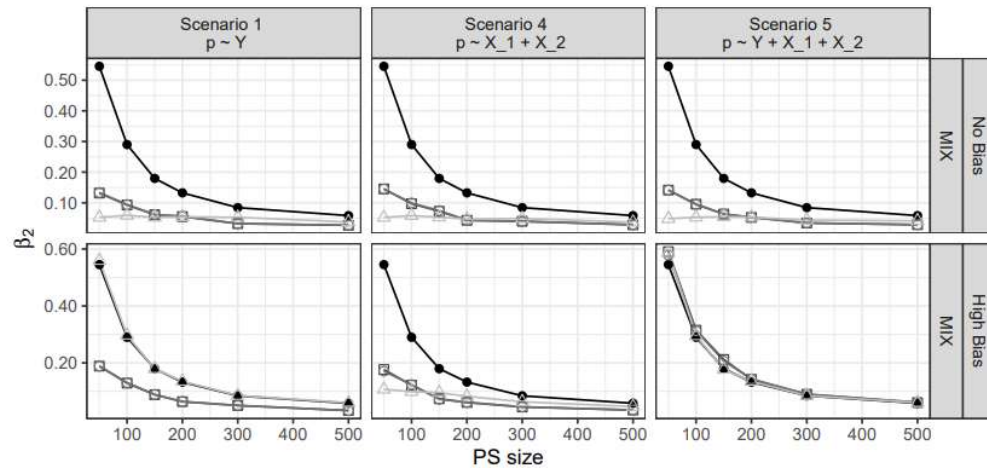 Scenario 1
p ~ Y
Scenario 4
p ~ X_1 + X_2
Scenario 5
p ~ Y + X_1 + X_2
0.50
0.40
0.30
0.20
0.10
MIX
No Bias
β₂
0.60
0.40
0.20
MIX
High Bias
100 200 300 400 500
100 200 300 400 500
100 200 300 400 500
PS size